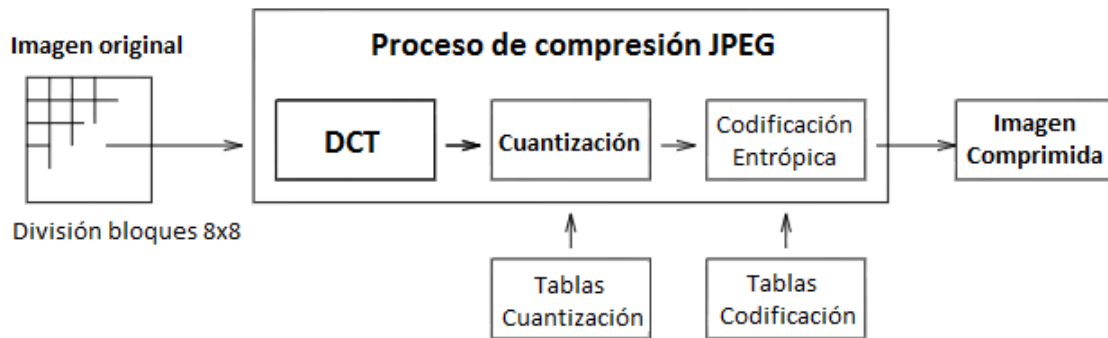 Imagen original
Proceso de compresión JPEG
DCT
Cuantización
Codificación
Entrópica
Imagen
Comprimida
División bloques 8x8
Tablas
Cuantización
Tablas
Codificación